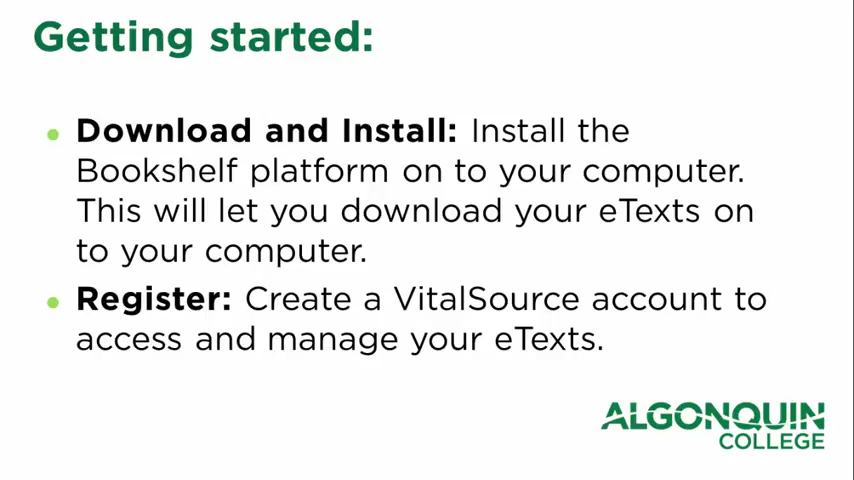 Getting started:
• Download and Install: Install the
Bookshelf platform on to your computer.
This will let you download your eTexts on
to your computer.
• Register: Create a VitalSource account to
access and manage your eTexts.
ALGONQUIN
COLLEGE